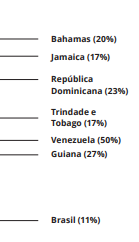 Bahamas (20%)
Jamaica (17%)
República
Dominicana (23%)
Trindade e
Tobago (17%)
Venezuela (50%)
Guiana (27%)
Brasil (11%)